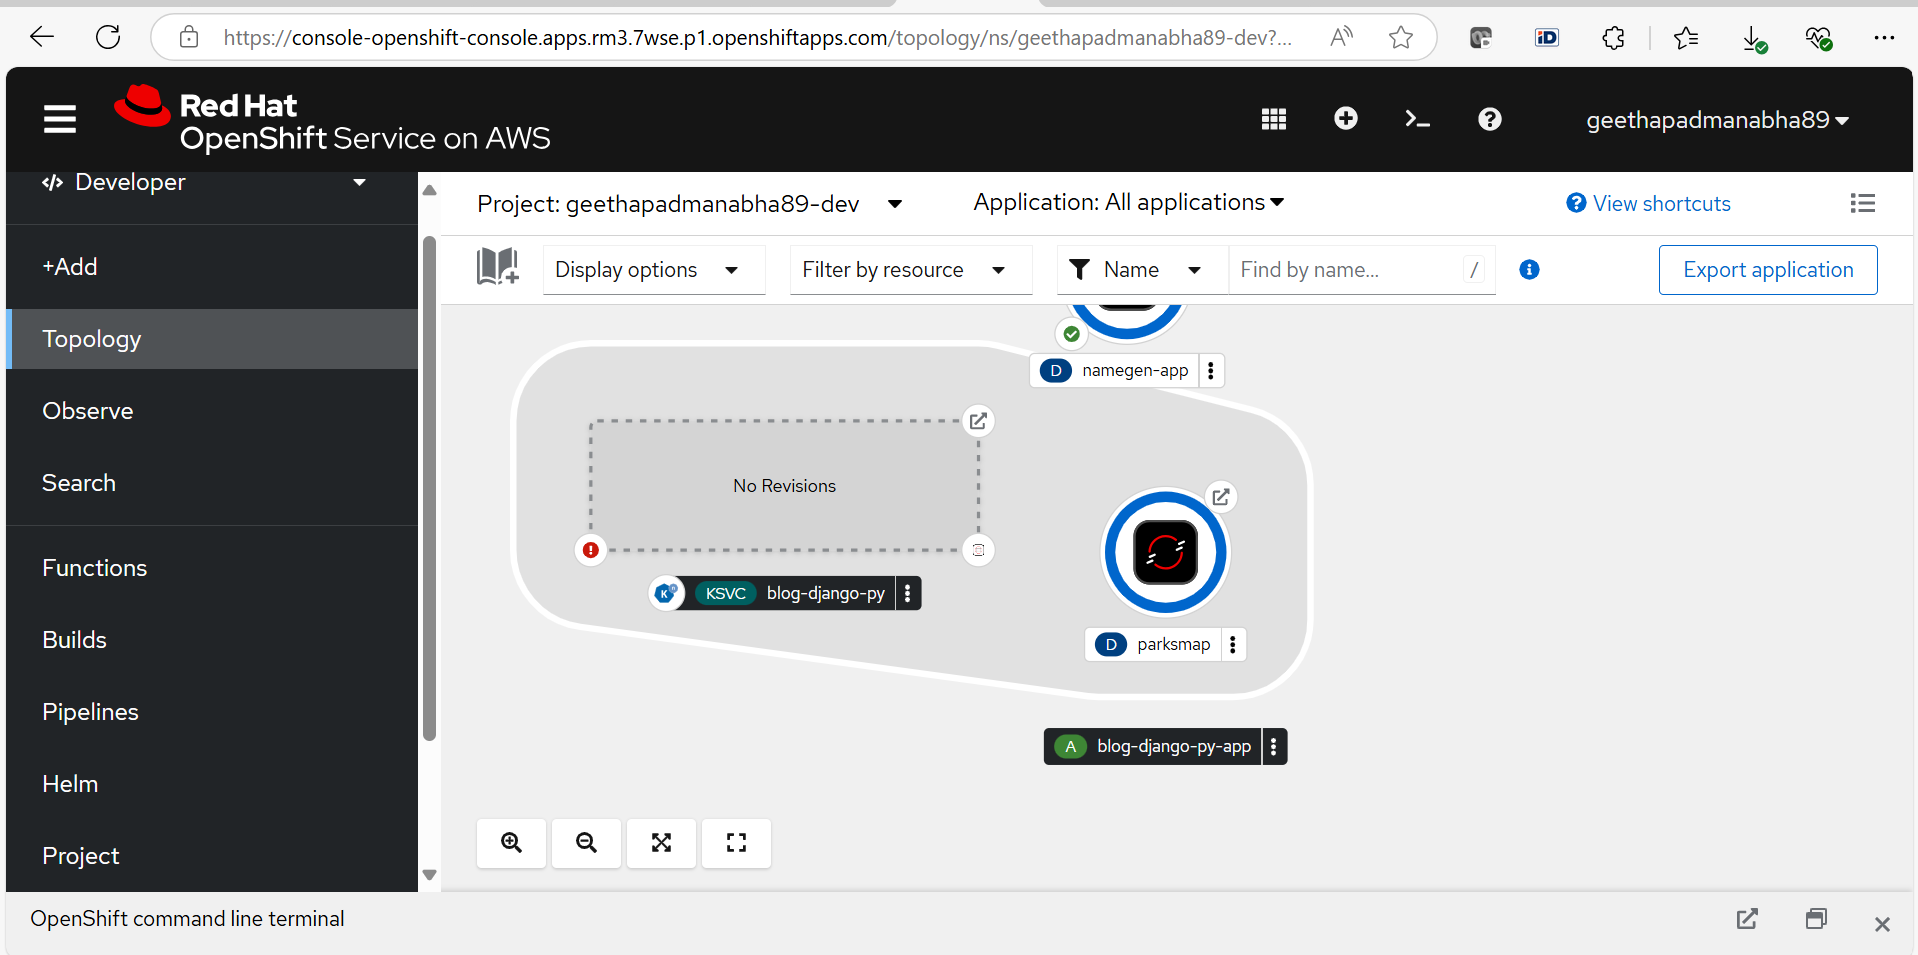 https://console-openshift-console.apps.rm3.7wse.p1.openshiftapps.com/topology/ns/geethapadmanabha89-dev?...
Red Hat
OpenShift Service on AWS
geethapadmanabha89
Developer
+Add
Topology
Observe
Search
Functions
Builds
Pipelines
Helm
Project
Project: geethapadmanabha89-dev
Application: All applications
View shortcuts
Display options
Filter by resource
Name
Find by name...
/
Export application
D namegen-app
No Revisions
KSVC blog-django-py
D parksmap
A blog-django-py-app
OpenShift command line terminal